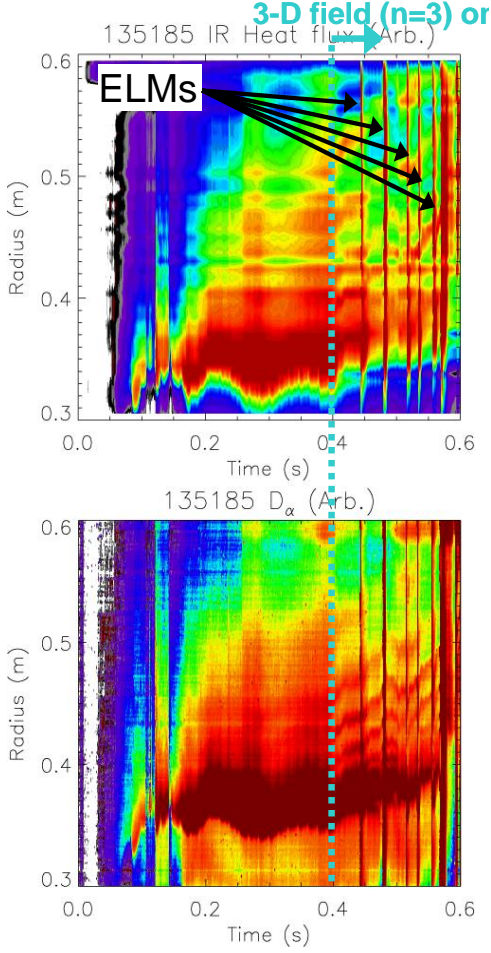 3-D field (n=3) on
135185 IR Heat flux (Arb.)
ELMs
0.6
0.5
0.4
0.3
Radius (m)
0.0 0.2 0.4 0.6
Time (s)
135185 Dα (Arb.)
0.6
0.5
0.4
0.3
Radius (m)
0.0 0.2 0.4 0.6
Time (s)